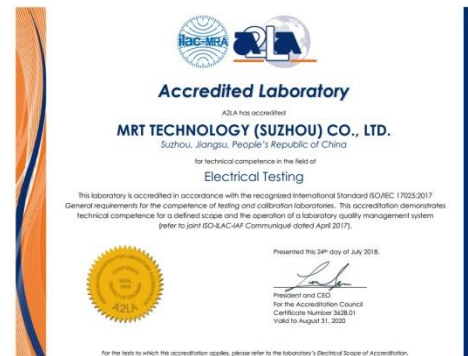 ilac-MRA
A2LA
Accredited Laboratory
A2LA has accredited
MRT TECHNOLOGY (SUZHOU) CO., LTD.
Suzhou, Jiangsu, People's Republic of China
for technical competence in the field of
Electrical Testing
This laboratory is accredited in accordance with the recognized International Standard ISO/IEC 17025:2017
General requirements for the competence of testing and calibration laboratories. This accreditation demonstrates
technical competence for a defined scope and the operation of a laboratory quality management system
(refer to joint ISO-ILAC-IAF Communiqué dated April 2017).
Presented this 24th day of July 2018.
President and CEO
For the Accreditation Council
Certificate Number 3628.01
Valid to August 31, 2020
CORPORATE
SEAL
1978
A2LA
For the tests to which this accreditation applies, please refer to the laboratory's Electrical Scope of Accreditation.